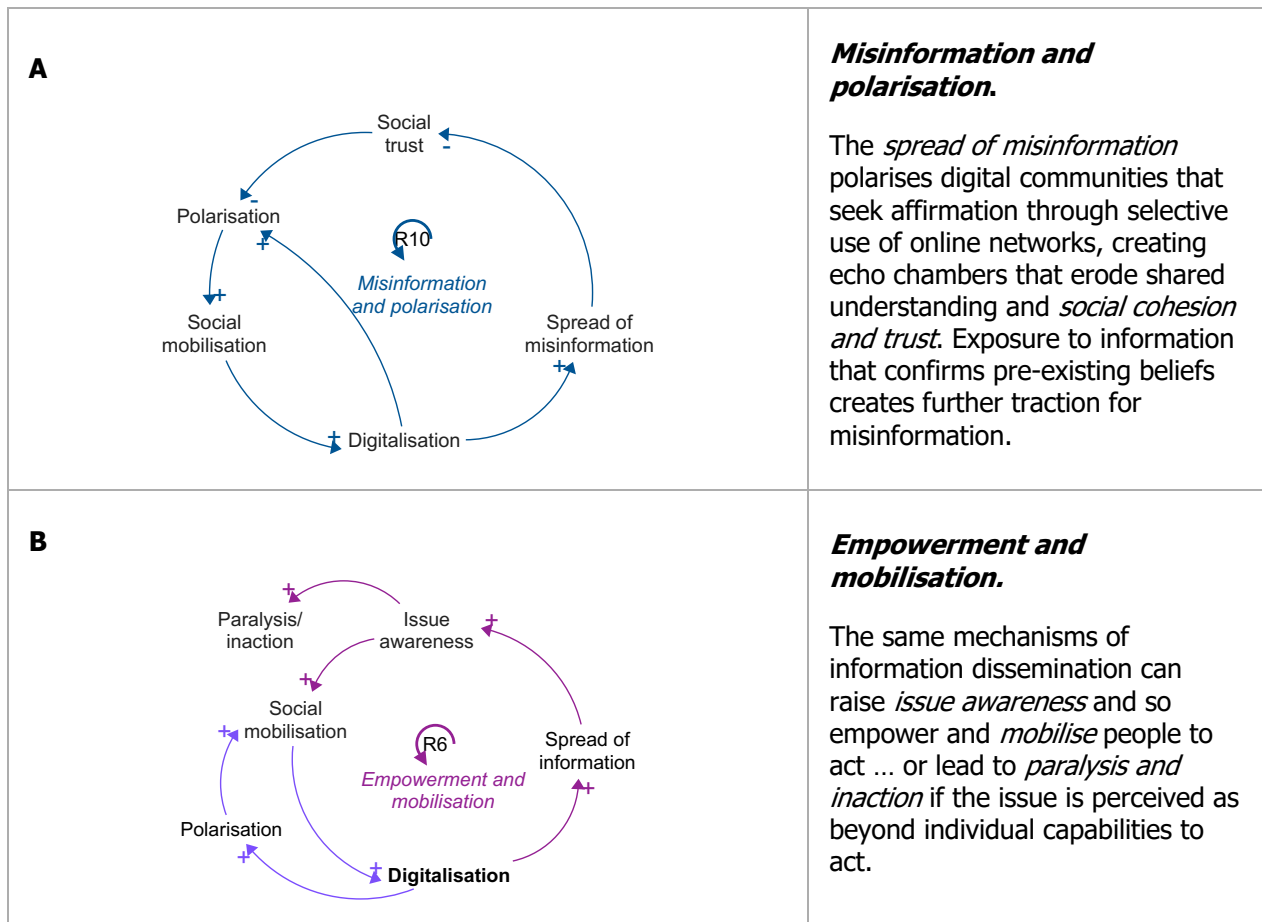 A
Social
trust
-
-
Polarisation
+
R10
Misinformation
and polarisation
+
Social
mobilisation
Spread of
misinformation
+
+
Digitalisation
Misinformation and
polarisation.
The spread of misinformation
polarises digital communities that
seek affirmation through selective
use of online networks, creating
echo chambers that erode shared
understanding and social cohesion
and trust. Exposure to information
that confirms pre-existing beliefs
creates further traction for
misinformation.
B
+
Paralysis/
inaction
Issue
awareness
+
+
Social
mobilisation
+
R6
Empowerment and
mobilisation
Spread of
information
+
Polarisation
+
+
Digitalisation
Empowerment and
mobilisation.
The same mechanisms of
information dissemination can
raise issue awareness and so
empower and mobilise people to
act … or lead to paralysis and
inaction if the issue is perceived as
beyond individual capabilities to
act.